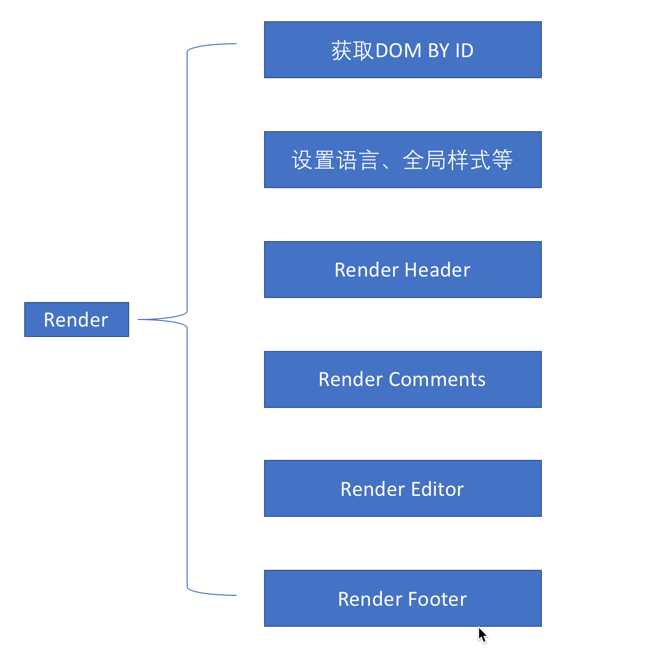 获取DOM BY ID
设置语言、全局样式等
Render Header
Render
Render Comments
Render Editor
Render Footer